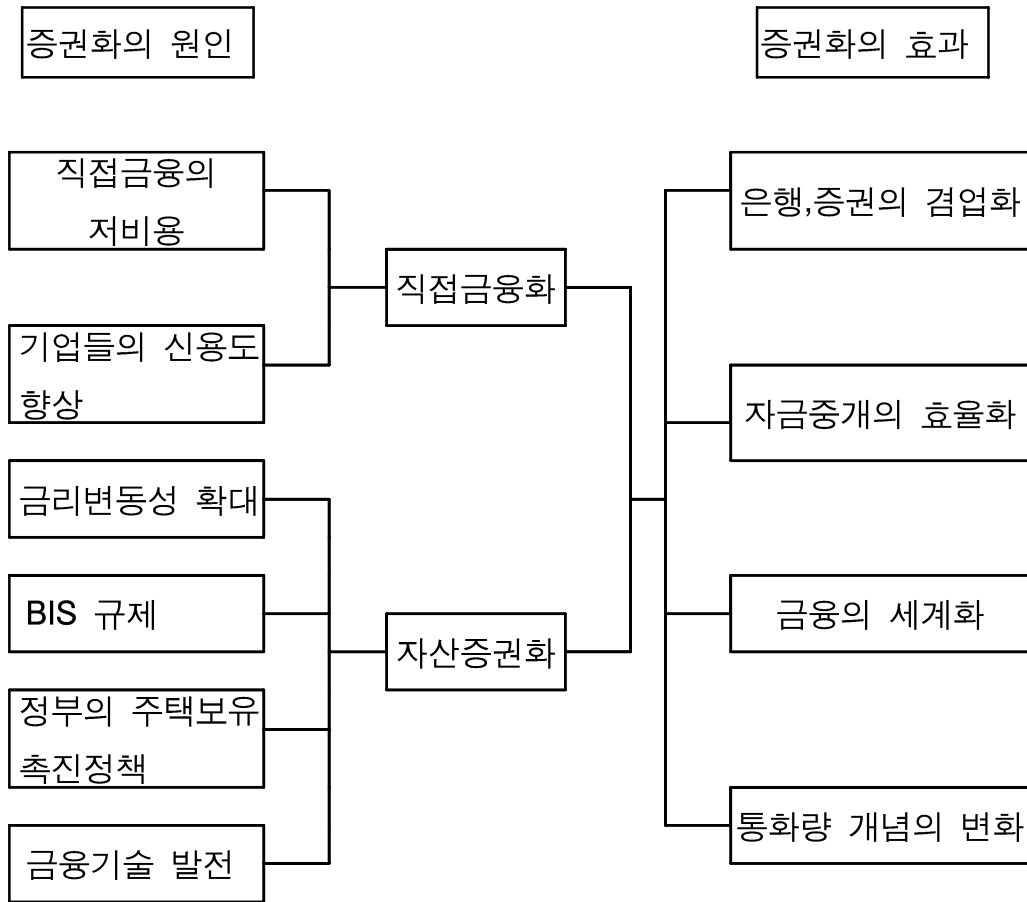 증권화의 원인
증권화의 효과
직접금융의
저비용
기업들의 신용도
향상
금리변동성 확대
BIS 규제
정부의 주택보유
촉진정책
금융기술 발전
직접금융화
자산증권화
은행,증권의 겸업화
자금중개의 효율화
금융의 세계화
통화량 개념의 변화